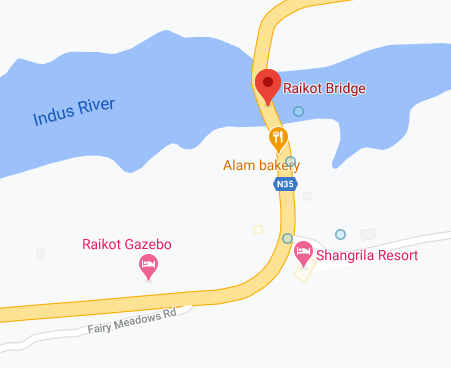 Raikot Bridge
Indus River
Alam bakery
N35
Raikot Gazebo
Shangrila Resort
Fairy Meadows Rd